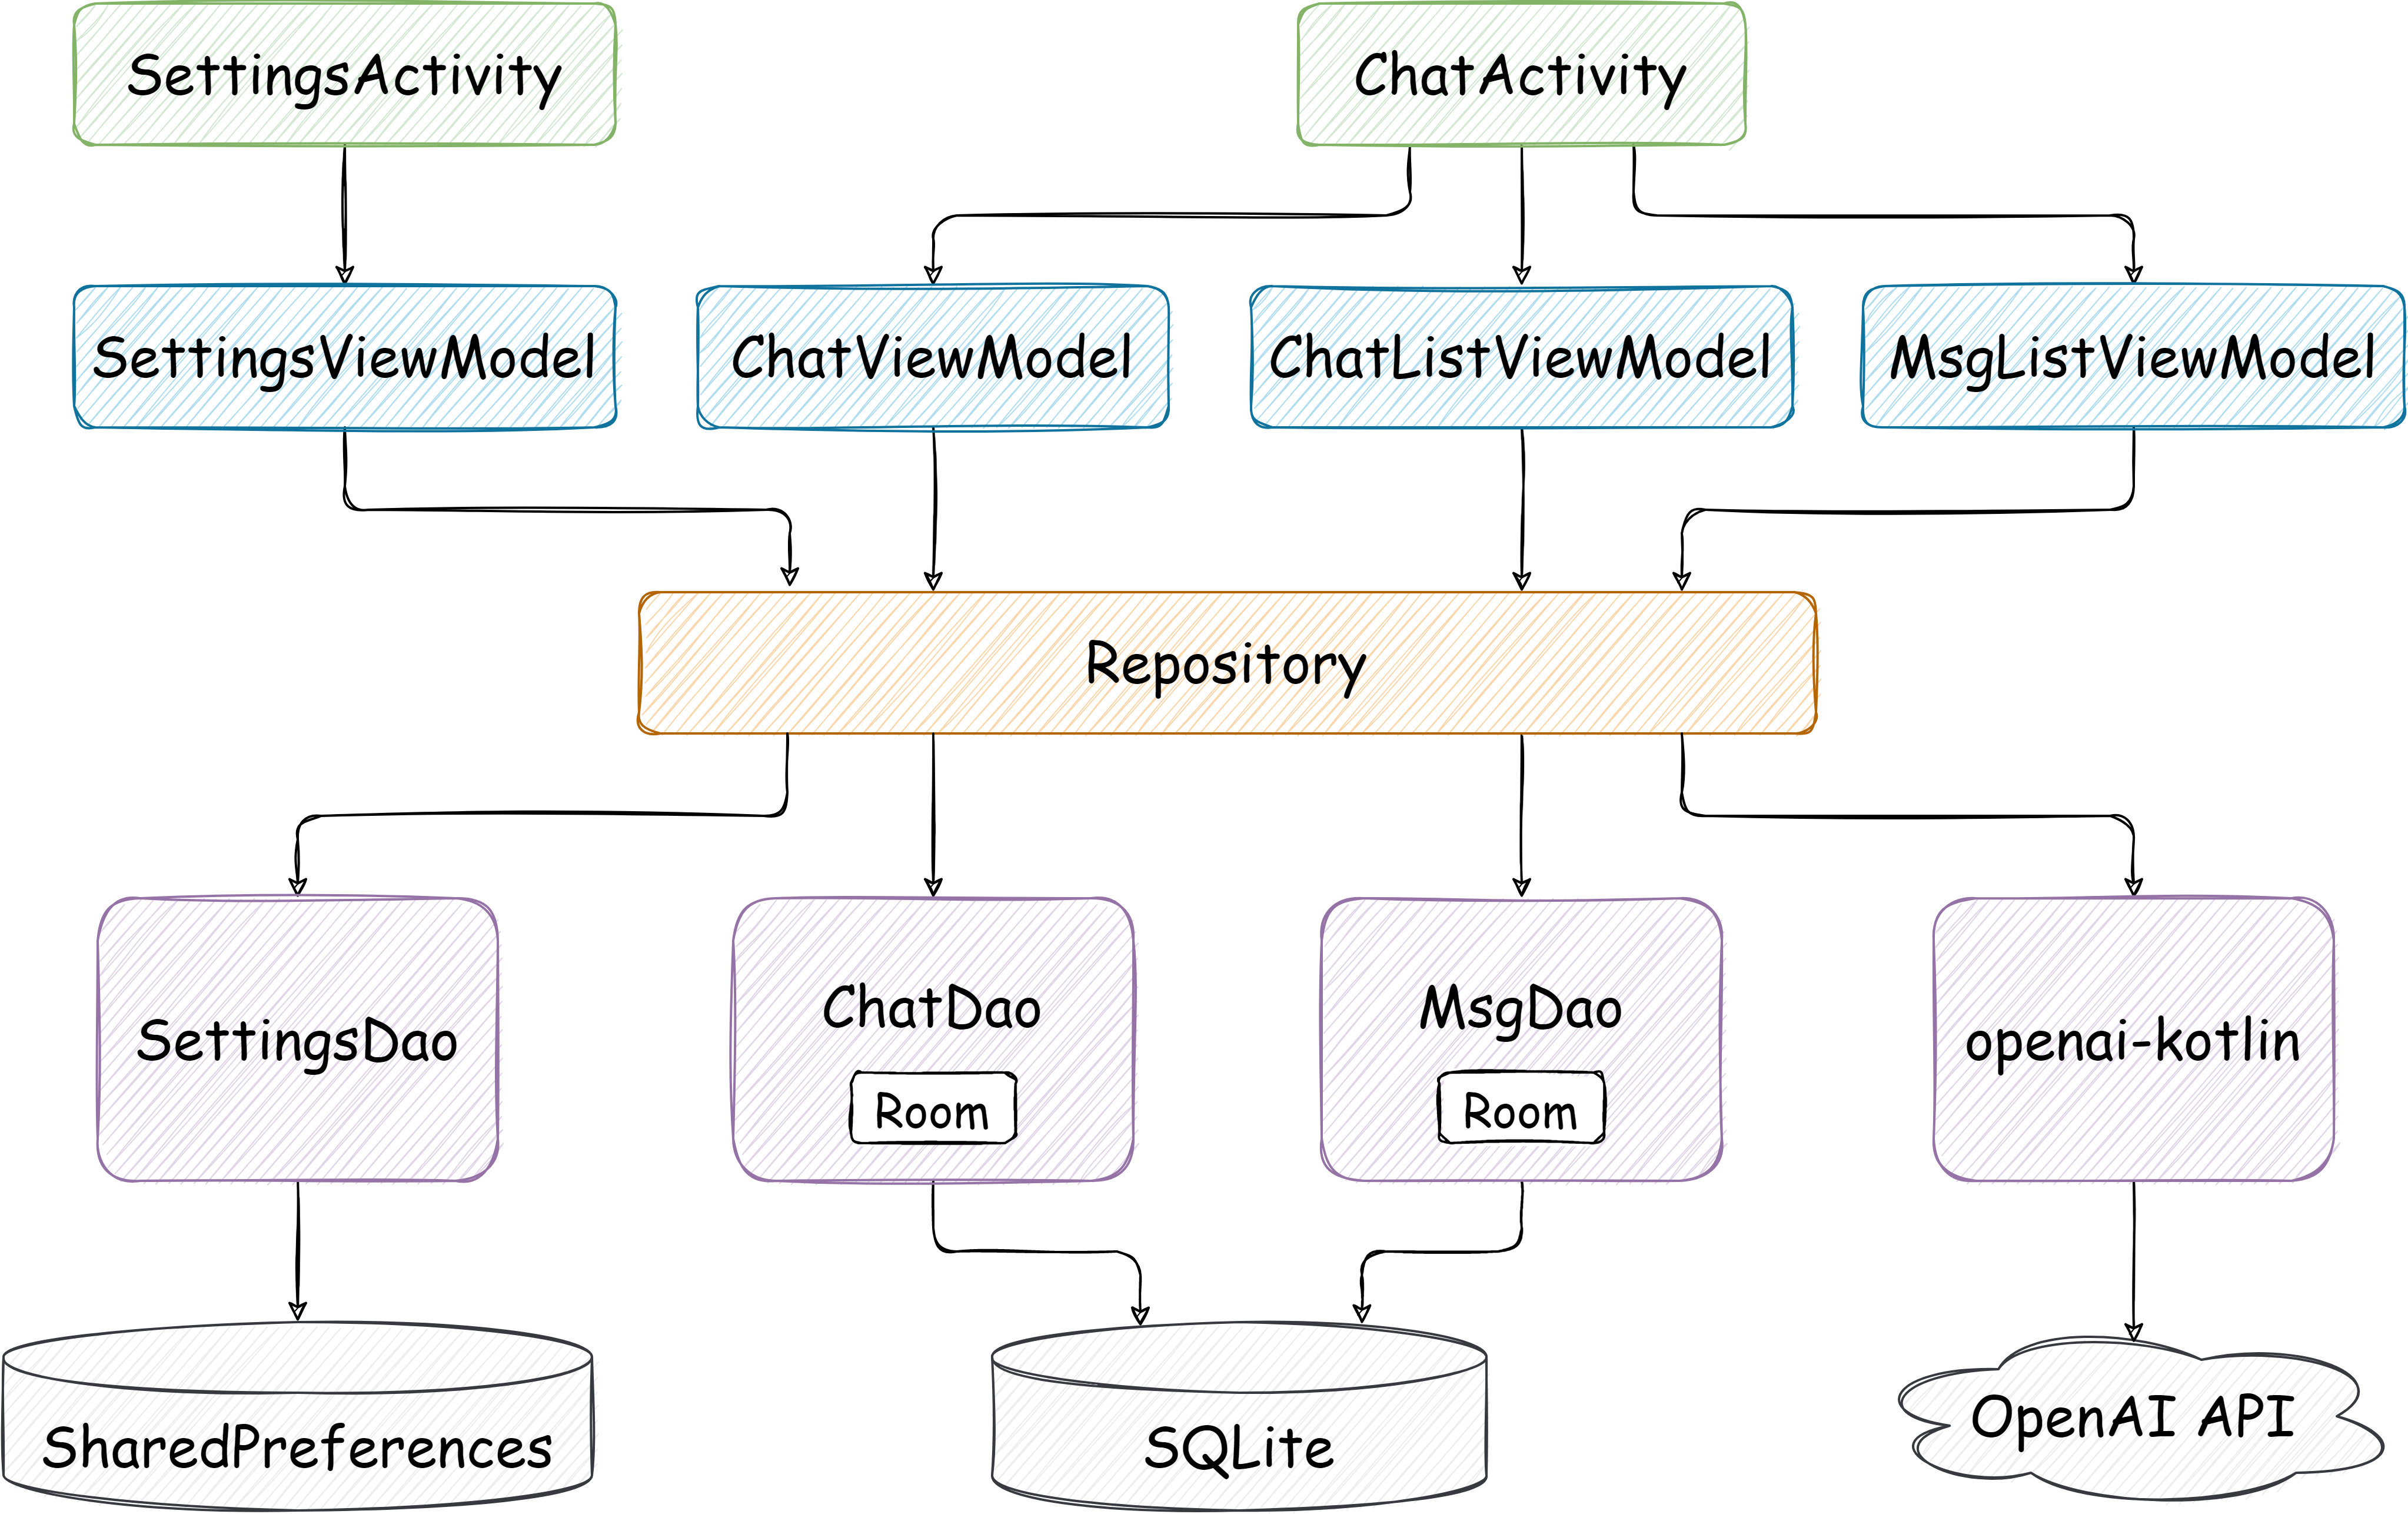 SettingsActivity
ChatActivity
SettingsViewModel
ChatViewModel
ChatListViewModel
MsgListViewModel
Repository
SettingsDao
ChatDao
Room
MsgDao
Room
openai-kotlin
SharedPreferences
SQLite
OpenAI API